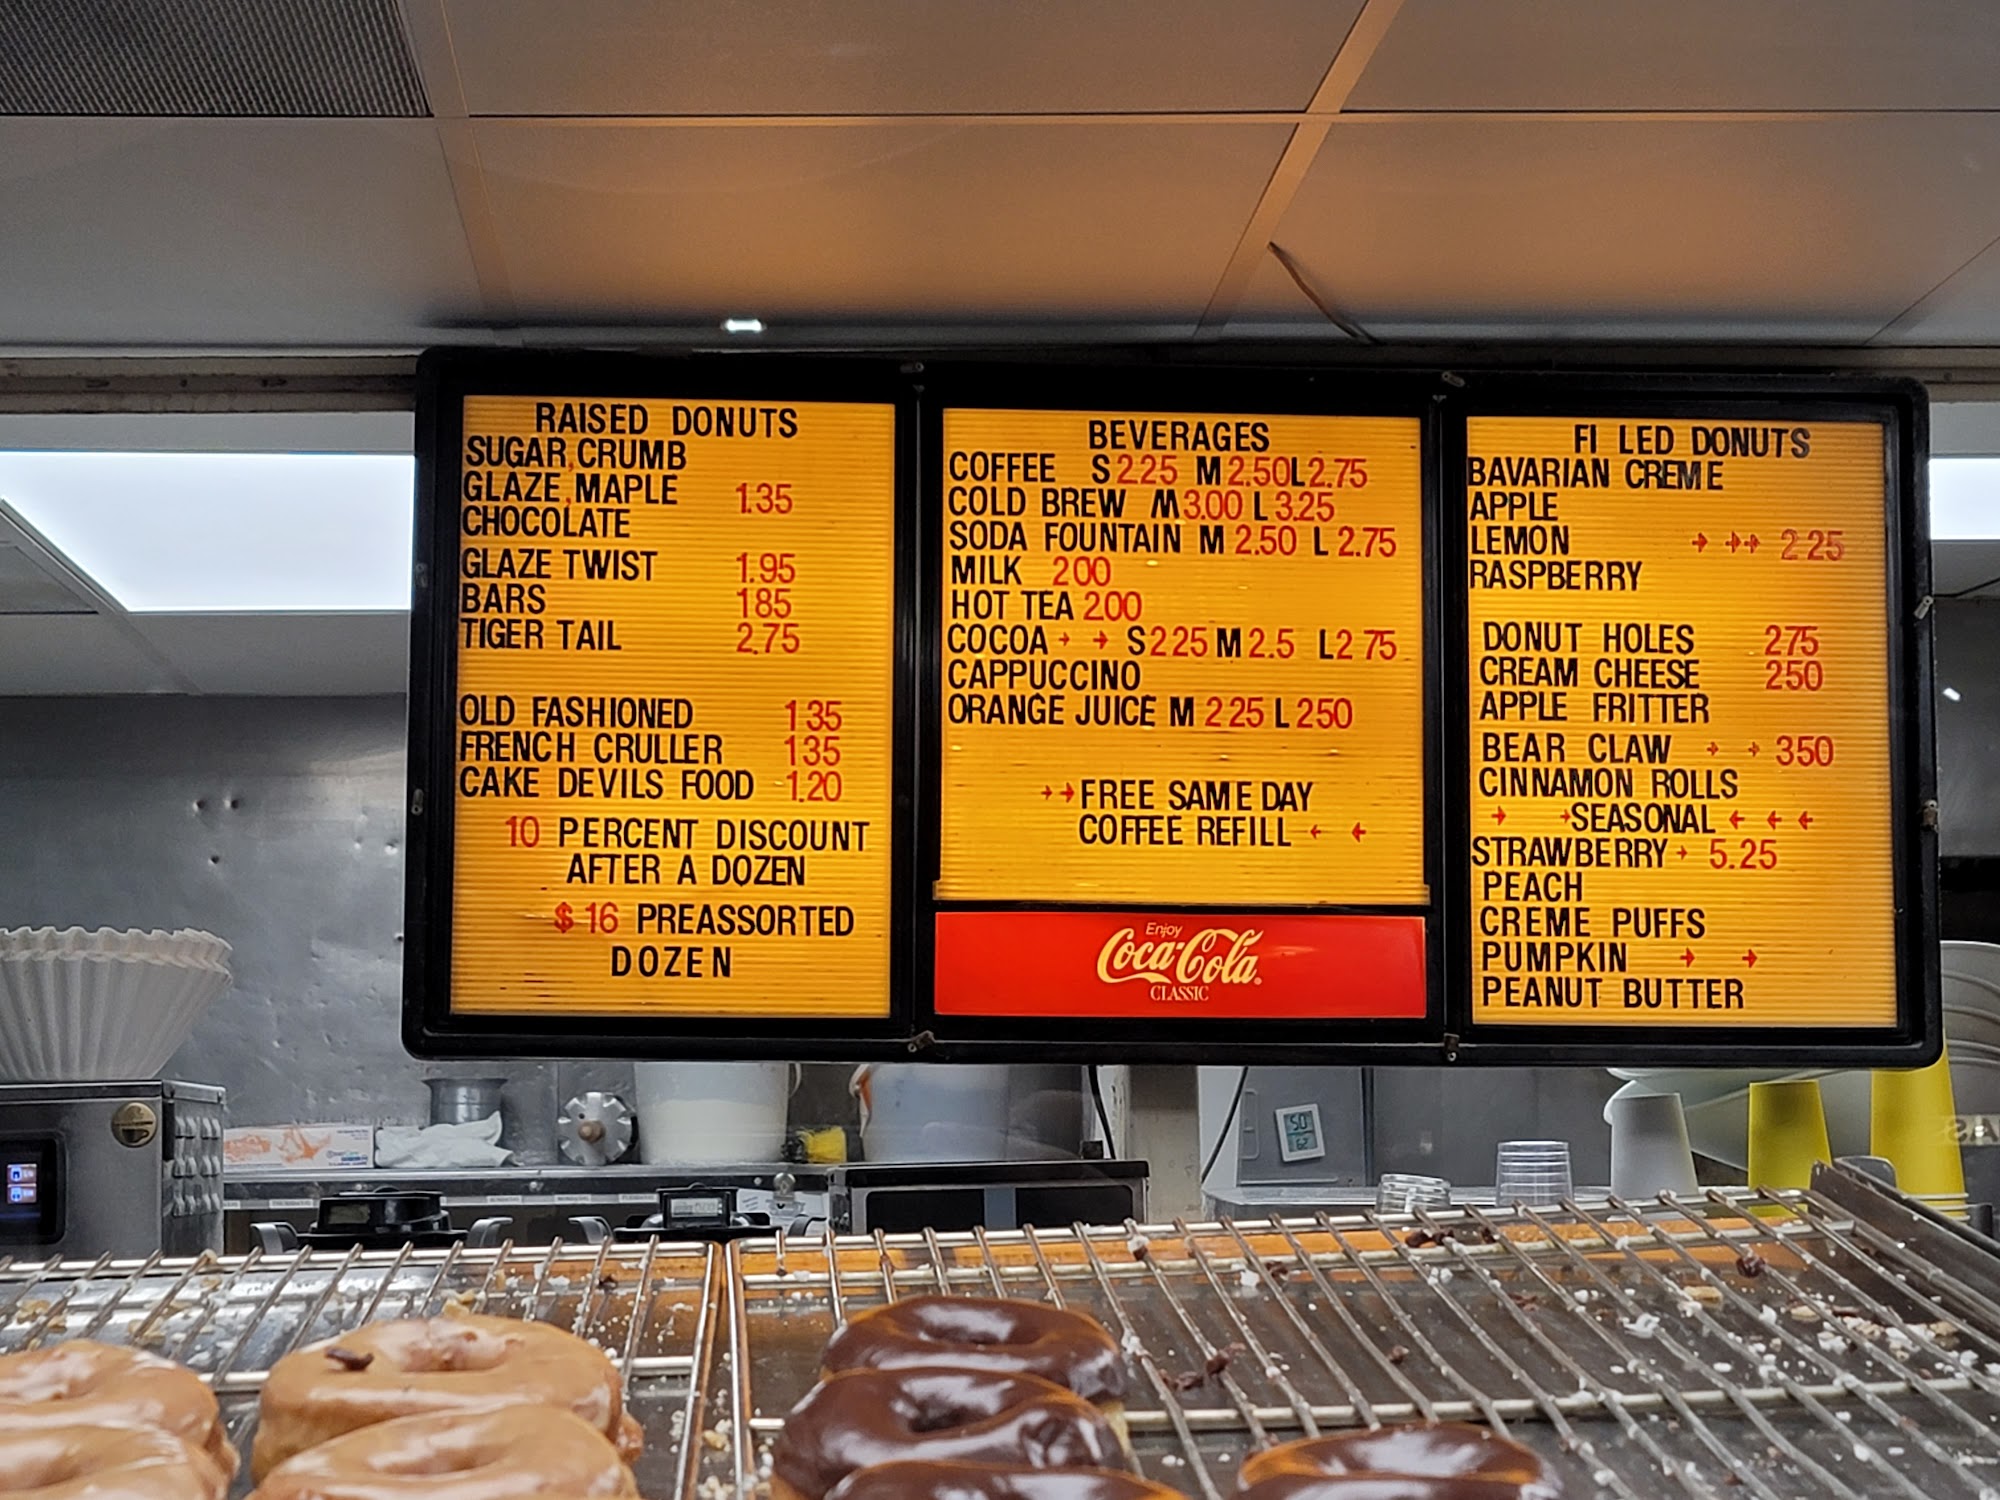 RAISED DONUTS
SUGAR, CRUMB
GLAZE, MAPLE 1.35
CHOCOLATE
GLAZE TWIST 1.95
BARS 185
TIGER TAIL 2.75
OLD FASHIONED 135
FRENCH CRULLER 135
CAKE DEVILS FOOD 1.20
10 PERCENT DISCOUNT
AFTER A DOZEN
$16 PREASSORTED
DOZEN
BEVERAGES
COFFEE S 2.25 M 2.50 L 2.75
COLD BREW M 3.00 L 3.25
SODA FOUNTAIN M 2.50 L 2.75
MILK 200
HOT TEA 2.00
COCOA → → S 225 M 2.5 L 2 75
CAPPUCCINO
ORANGE JUICE M 2 25 L 250
→→ FREE SAME DAY
COFFEE REFILL ← ←
Enjoy
Coca-Cola
CLASSIC
FI LED DONUTS
BAVARIAN CREME
APPLE
LEMON → →→ 2 25
RASPBERRY
DONUT HOLES 275
CREAM CHEESE 250
APPLE FRITTER
BEAR CLAW → → 350
CINNAMON ROLLS
→ →SEASONAL ← ← ←
STRAWBERRY → 5.25
PEACH
CREME PUFFS
PUMPKIN → →
PEANUT BUTTER
50
62